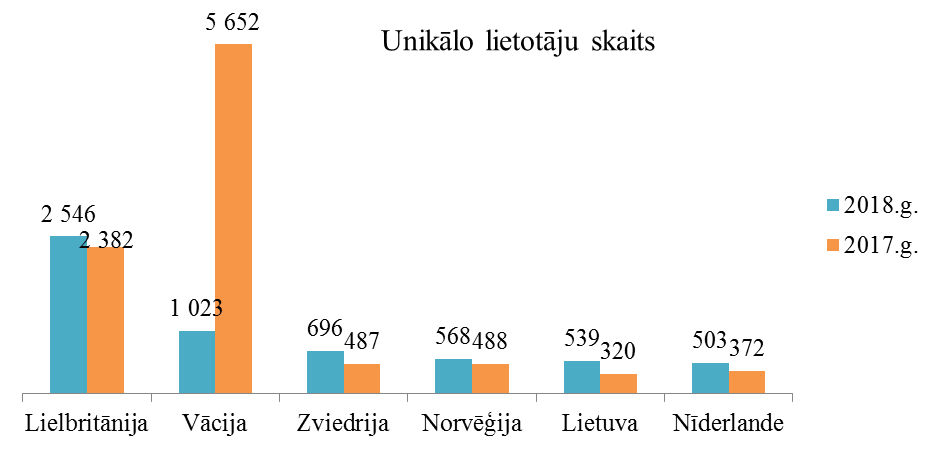 Unikālo lietotāju skaits
5 652
2 546
2 382
1 023
696
487
568
488
539
320
503
372
2018.g.
2017.g.
Lielbritānija
Vācija
Zviedrija
Norvēģija
Lietuva
Nīderlande